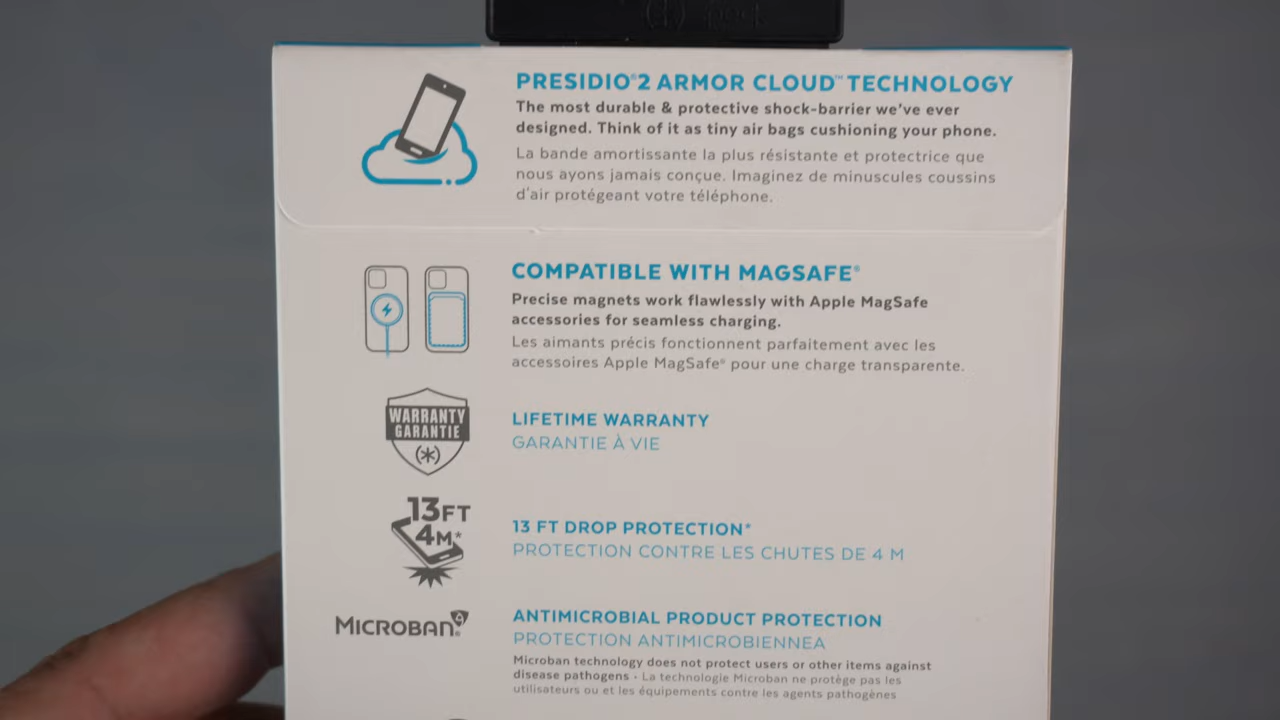 PRESIDIO®2 ARMOR CLOUD™ TECHNOLOGY
The most durable & protective shock-barrier we've ever
designed. Think of it as tiny air bags cushioning your phone.
La bande amortissante la plus résistante et protectrice que
nous ayons jamais conçue. Imaginez de minuscules coussins
d'air protégeant votre téléphone.
COMPATIBLE WITH MAGSAFE®
Precise magnets work flawlessly with Apple MagSafe
accessories for seamless charging.
Les aimants précis fonctionnent parfaitement avec les
accessoires Apple MagSafe® pour une charge transparente.
WARRANTY
GARANTIE
(*)
LIFETIME WARRANTY
GARANTIE À VIE
13FT
4M*
13 FT DROP PROTECTION*
PROTECTION CONTRE LES CHUTES DE 4 M
MICROBAN®
ANTIMICROBIAL PRODUCT PROTECTION
PROTECTION ANTIMICROBIENNEA
Microban technology does not protect users or other items against
disease pathogens · La technologie Microban ne protège pas les
utilisateurs ou et les équipements contre les agents pathogènes